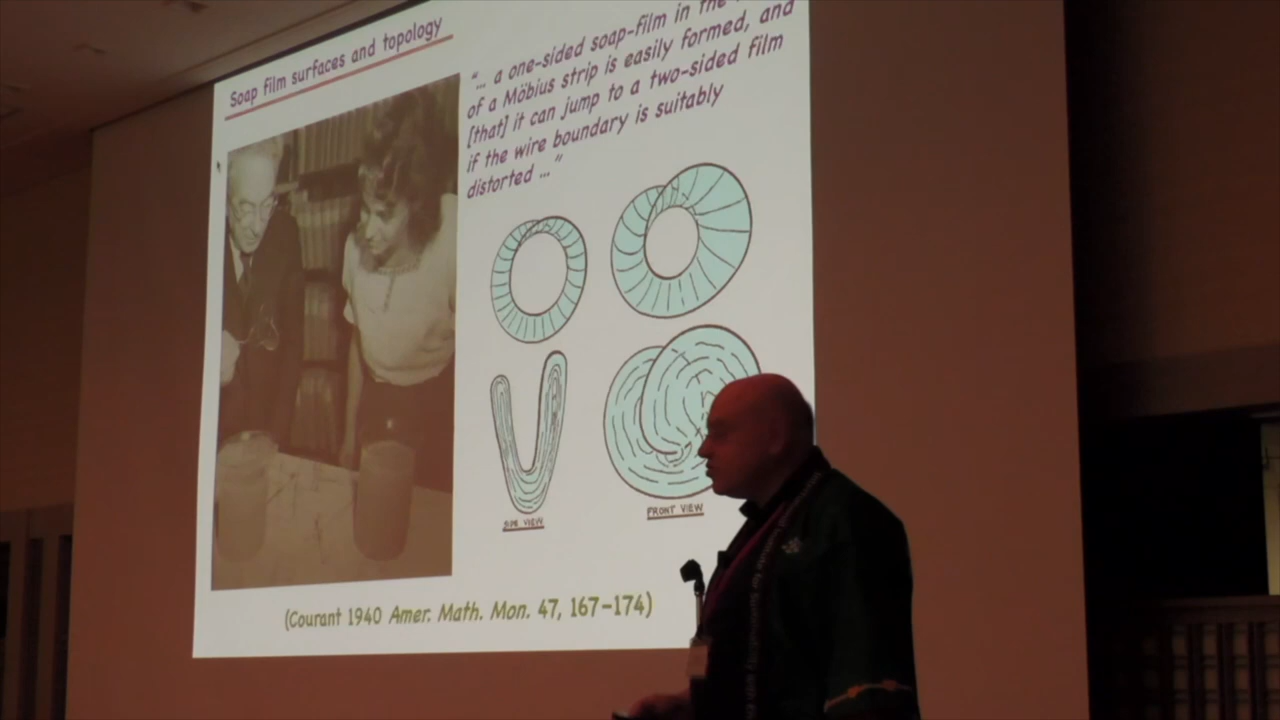 Soap film surfaces and topology
"... a one-sided soap-film in the
of a Möbius strip is easily formed, and
[that] it can jump to a two-sided film
if the wire boundary is suitably
distorted ..."
SIDE VIEW
FRONT VIEW
(Courant 1940 Amer. Math. Mon. 47, 167-174)